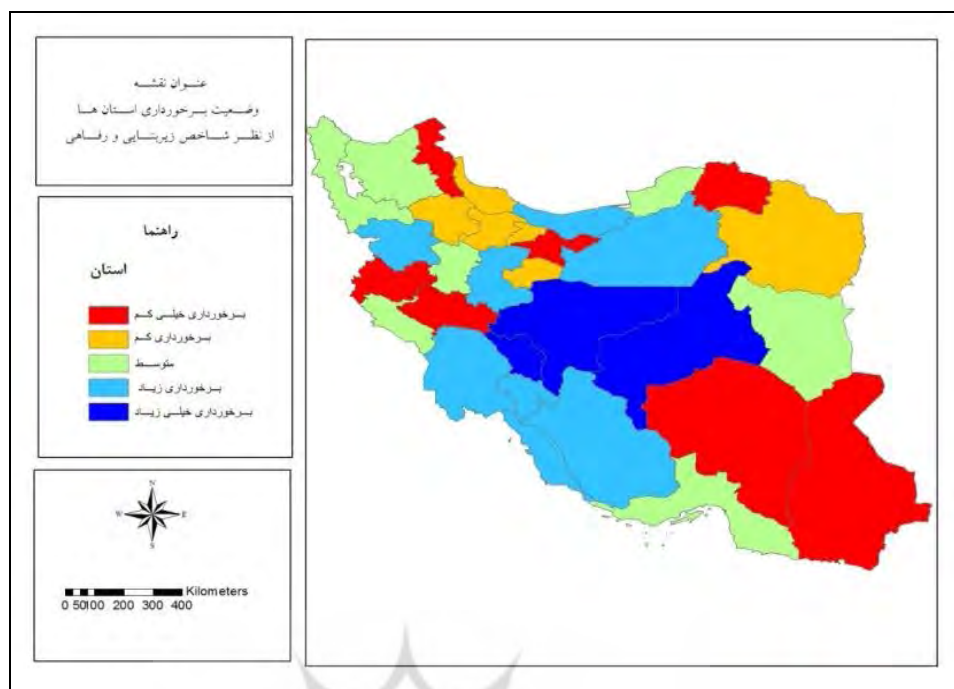 عنوان نقشه
وضعیت برخورداری استان ها
از نظر شاخص زیربنایی و رفاهی
راهنما
استان
برخورداری خیلی کم
برخورداری کم
متوسط
برخورداری زیاد
برخورداری خیلی زیاد
N
W E
S
Kilometers
0 50100 200 300 400